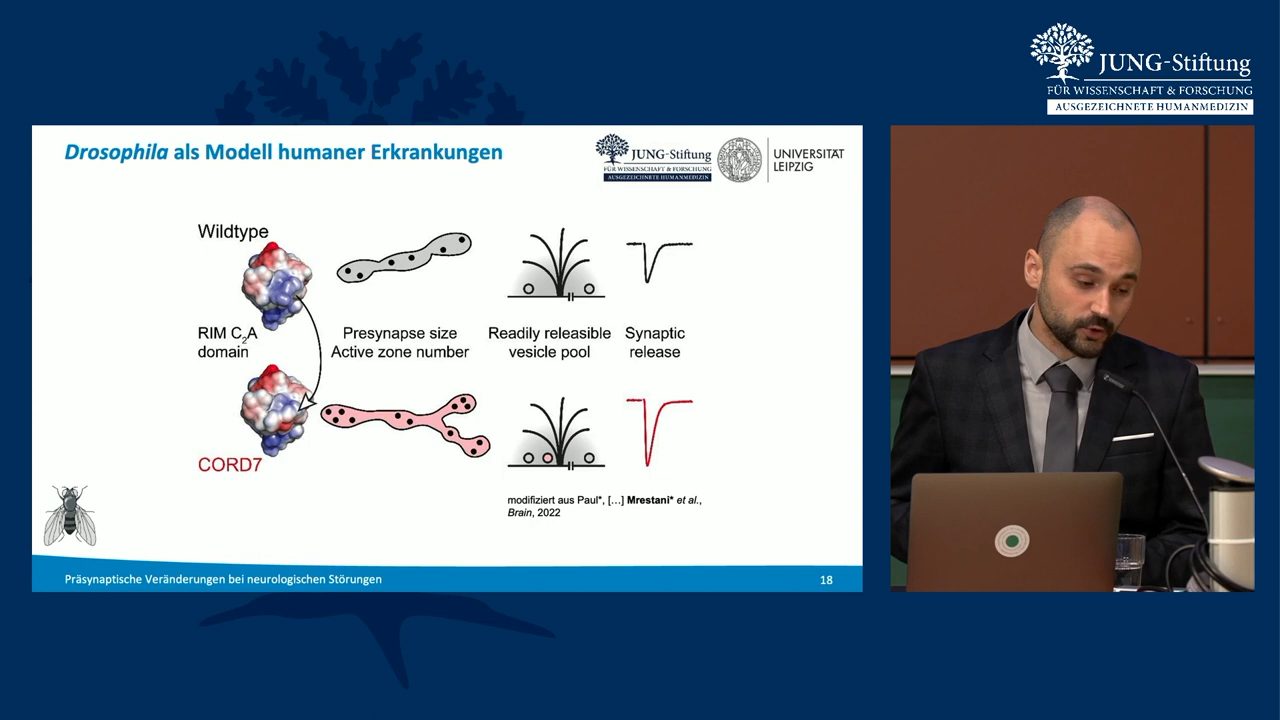 JUNG-Stiftung
FÜR WISSENSCHAFT & FORSCHUNG
AUSGEZEICHNETE HUMANMEDIZIN
Drosophila als Modell humaner Erkrankungen
JUNG-Stiftung
FÜR WISSENSCHAFT & FORSCHUNG
AUSGEZEICHNETE HUMANMEDIZIN
UNIVERSITÄT
LEIPZIG
Wildtype
RIM C₂A
domain
Presynapse size
Active zone number
Readily releasible
vesicle pool
Synaptic
release
CORD7
modifiziert aus Paul*, [...] Mrestani* et al.,
Brain, 2022
Präsynaptische Veränderungen bei neurologischen Störungen
18